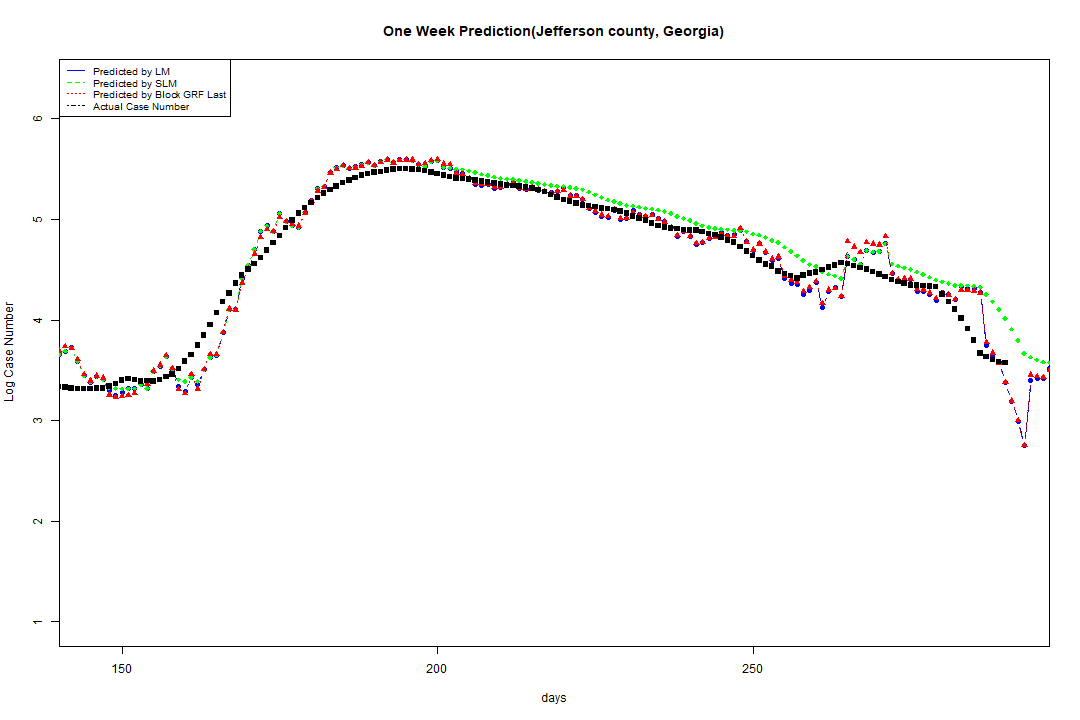 One Week Prediction(Jefferson county, Georgia)
Predicted by LM
Predicted by SLM
Predicted by Block GRF Last
Actual Case Number
6
5
4
3
2
1
Log Case Number
150 200 250
days